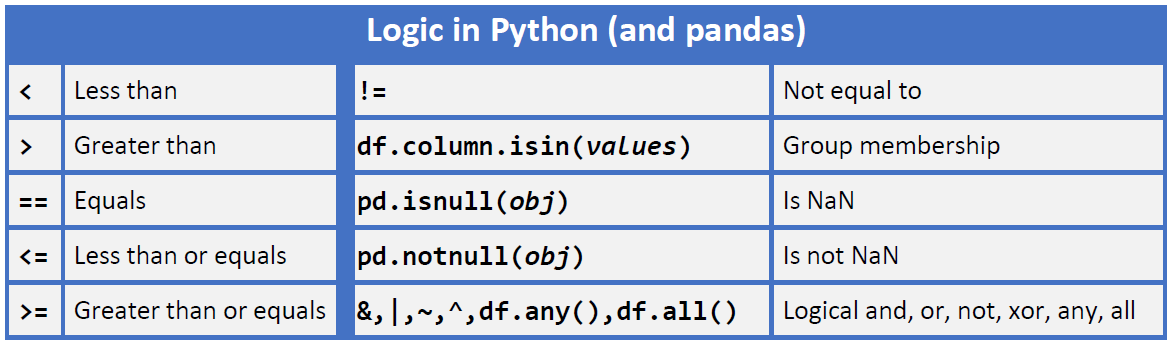 Logic in Python (and pandas)
< Less than != Not equal to
> Greater than df.column.isin(values) Group membership
== Equals pd.isnull(obj) Is NaN
<= Less than or equals pd.notnull(obj) Is not NaN
>= Greater than or equals &,|,~,^,df.any(),df.all() Logical and, or, not, xor, any, all